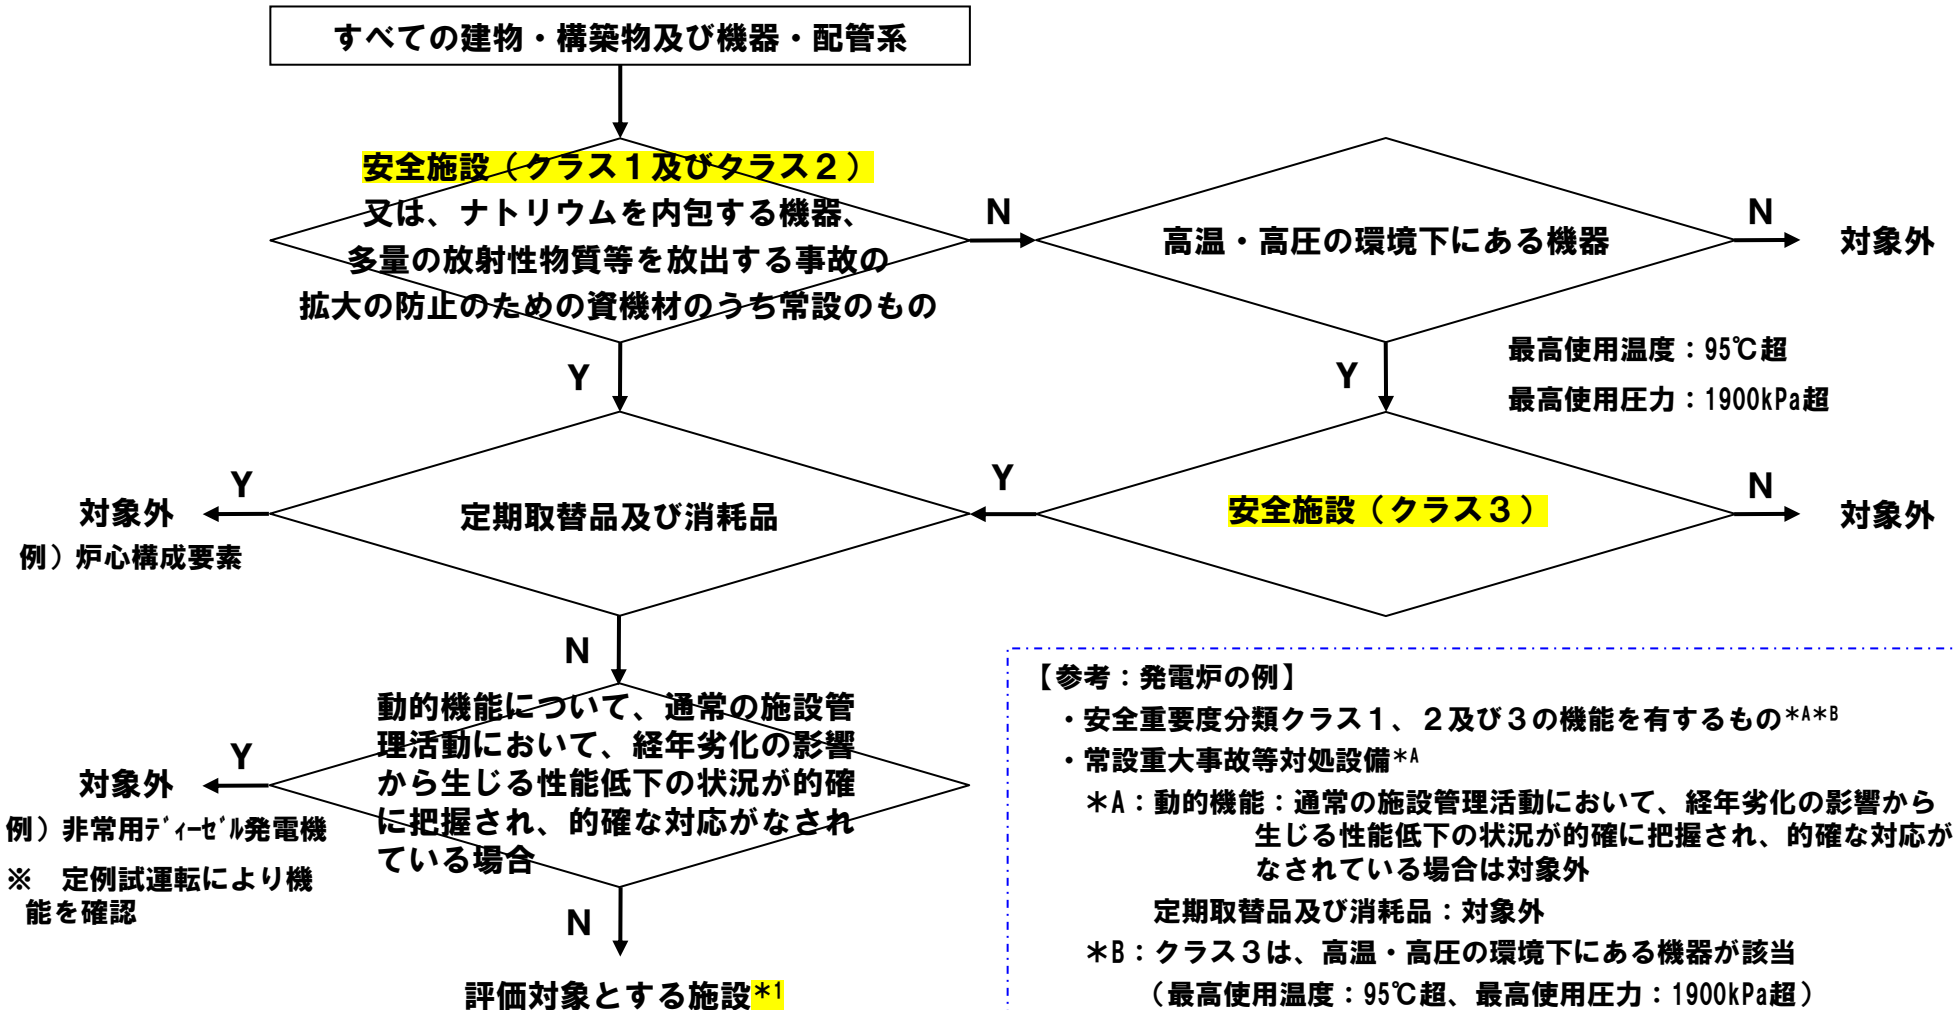 すべての建物・構築物及び機器・配管系
安全施設（クラス１及びクラス２）
又は、ナトリウムを内包する機器、
多量の放射性物質等を放出する事故の
拡大の防止のための資機材のうち常設のもの
N
高温・高圧の環境下にある機器
N
対象外
最高使用温度：95℃超
最高使用圧力：1900kPa超
Y
Y
定期取替品及び消耗品
Y
対象外
例）炉心構成要素
Y
安全施設（クラス３）
N
対象外
N
動的機能について、通常の施設管
理活動において、経年劣化の影響
から生じる性能低下の状況が的確
に把握され、的確な対応がなされ
ている場合
Y
対象外
例）非常用ﾃﾞｨｰｾﾞﾙ発電機
※　定例試運転により機
能を確認
N
評価対象とする施設*1
【参考：発電炉の例】
・安全重要度分類クラス１、２及び３の機能を有するもの*A*B
・常設重大事故等対処設備*A
＊A：動的機能：通常の施設管理活動において、経年劣化の影響から
生じる性能低下の状況が的確に把握され、的確な対応が
なされている場合は対象外
定期取替品及び消耗品：対象外
＊B：クラス３は、高温・高圧の環境下にある機器が該当
（最高使用温度：95℃超、最高使用圧力：1900kPa超）